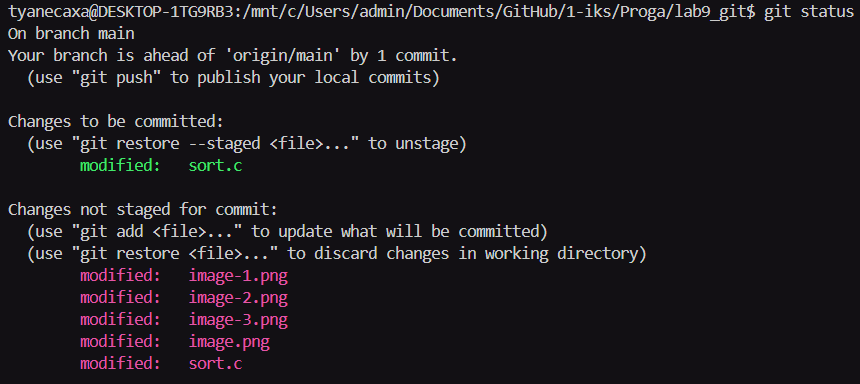 tyanecaxa@DESKTOP-1TG9RB3:/mnt/c/Users/admin/Documents/GitHub/1-iks/Proga/lab9_git$ git status
On branch main
Your branch is ahead of 'origin/main' by 1 commit.
  (use "git push" to publish your local commits)

Changes to be committed:
  (use "git restore --staged <file>..." to unstage)
        modified:   sort.c

Changes not staged for commit:
  (use "git add <file>..." to update what will be committed)
  (use "git restore <file>..." to discard changes in working directory)
        modified:   image-1.png
        modified:   image-2.png
        modified:   image-3.png
        modified:   image.png
        modified:   sort.c